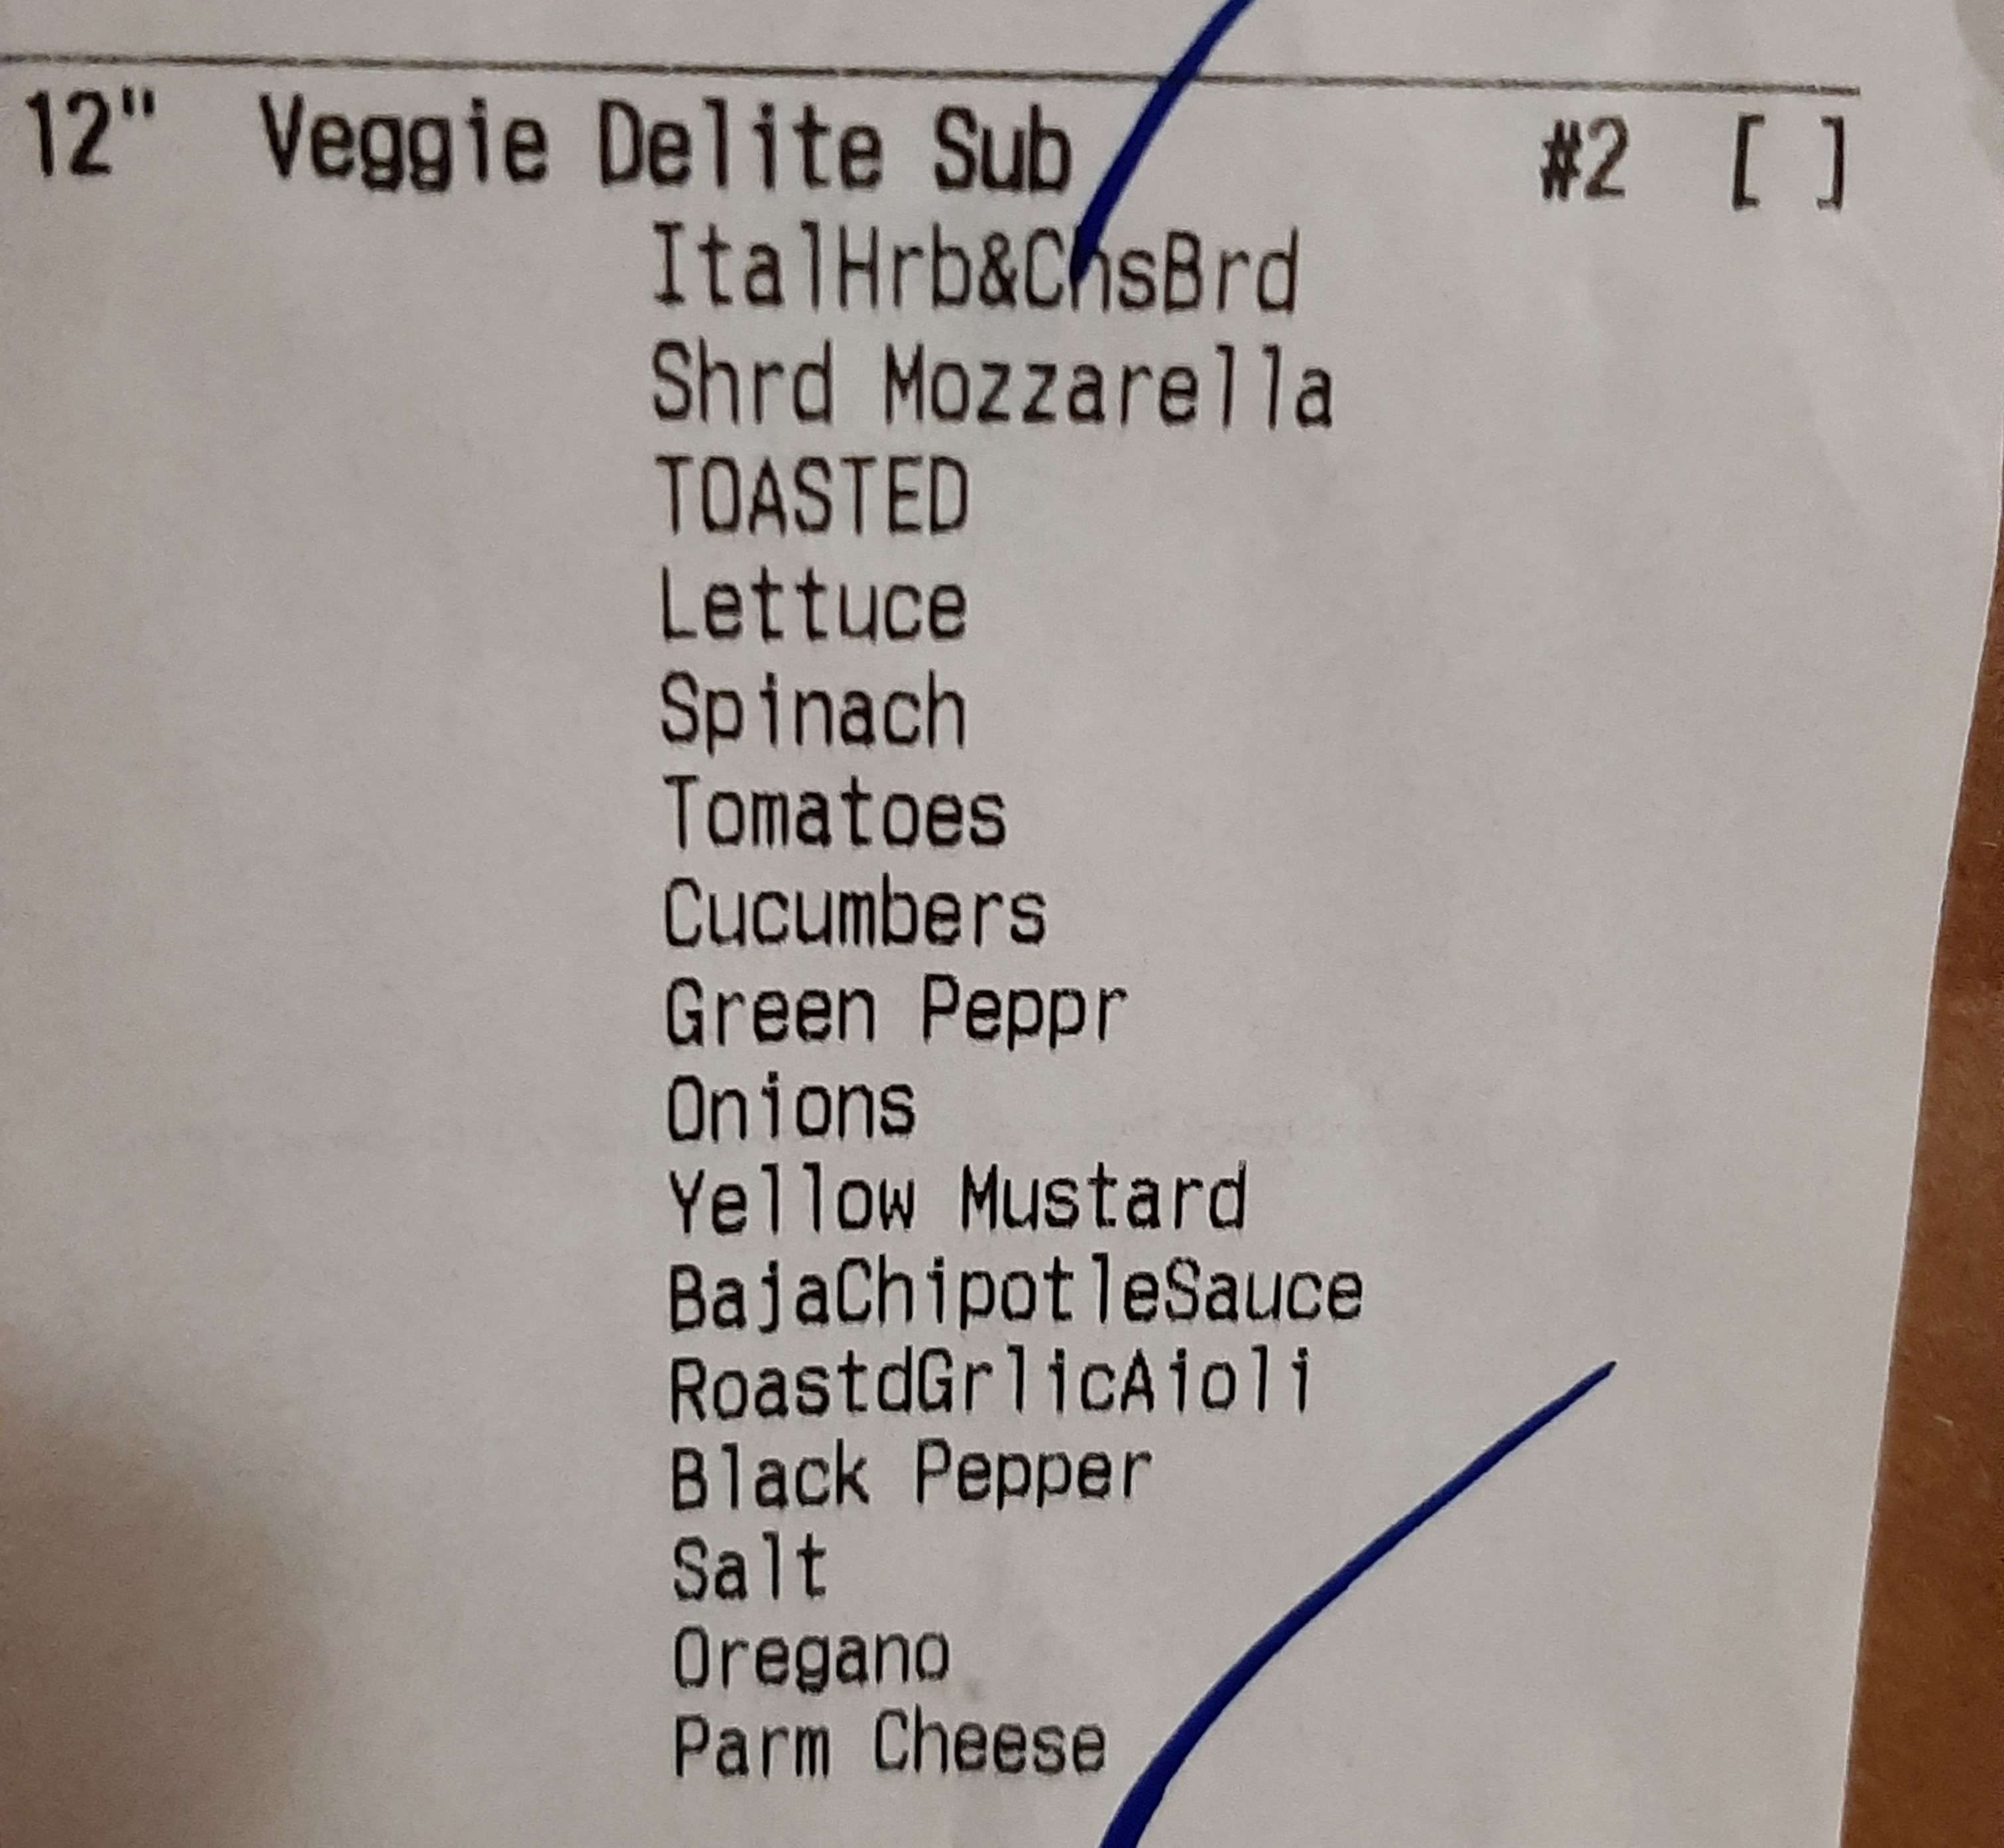 12" Veggie Delite Sub #2 [ ]
ItalHrb&ChsBrd
Shrd Mozzarella
TOASTED
Lettuce
Spinach
Tomatoes
Cucumbers
Green Peppr
Onions
Yellow Mustard
BajaChipotleSauce
RoastdGrlicAioli
Black Pepper
Salt
Oregano
Parm Cheese